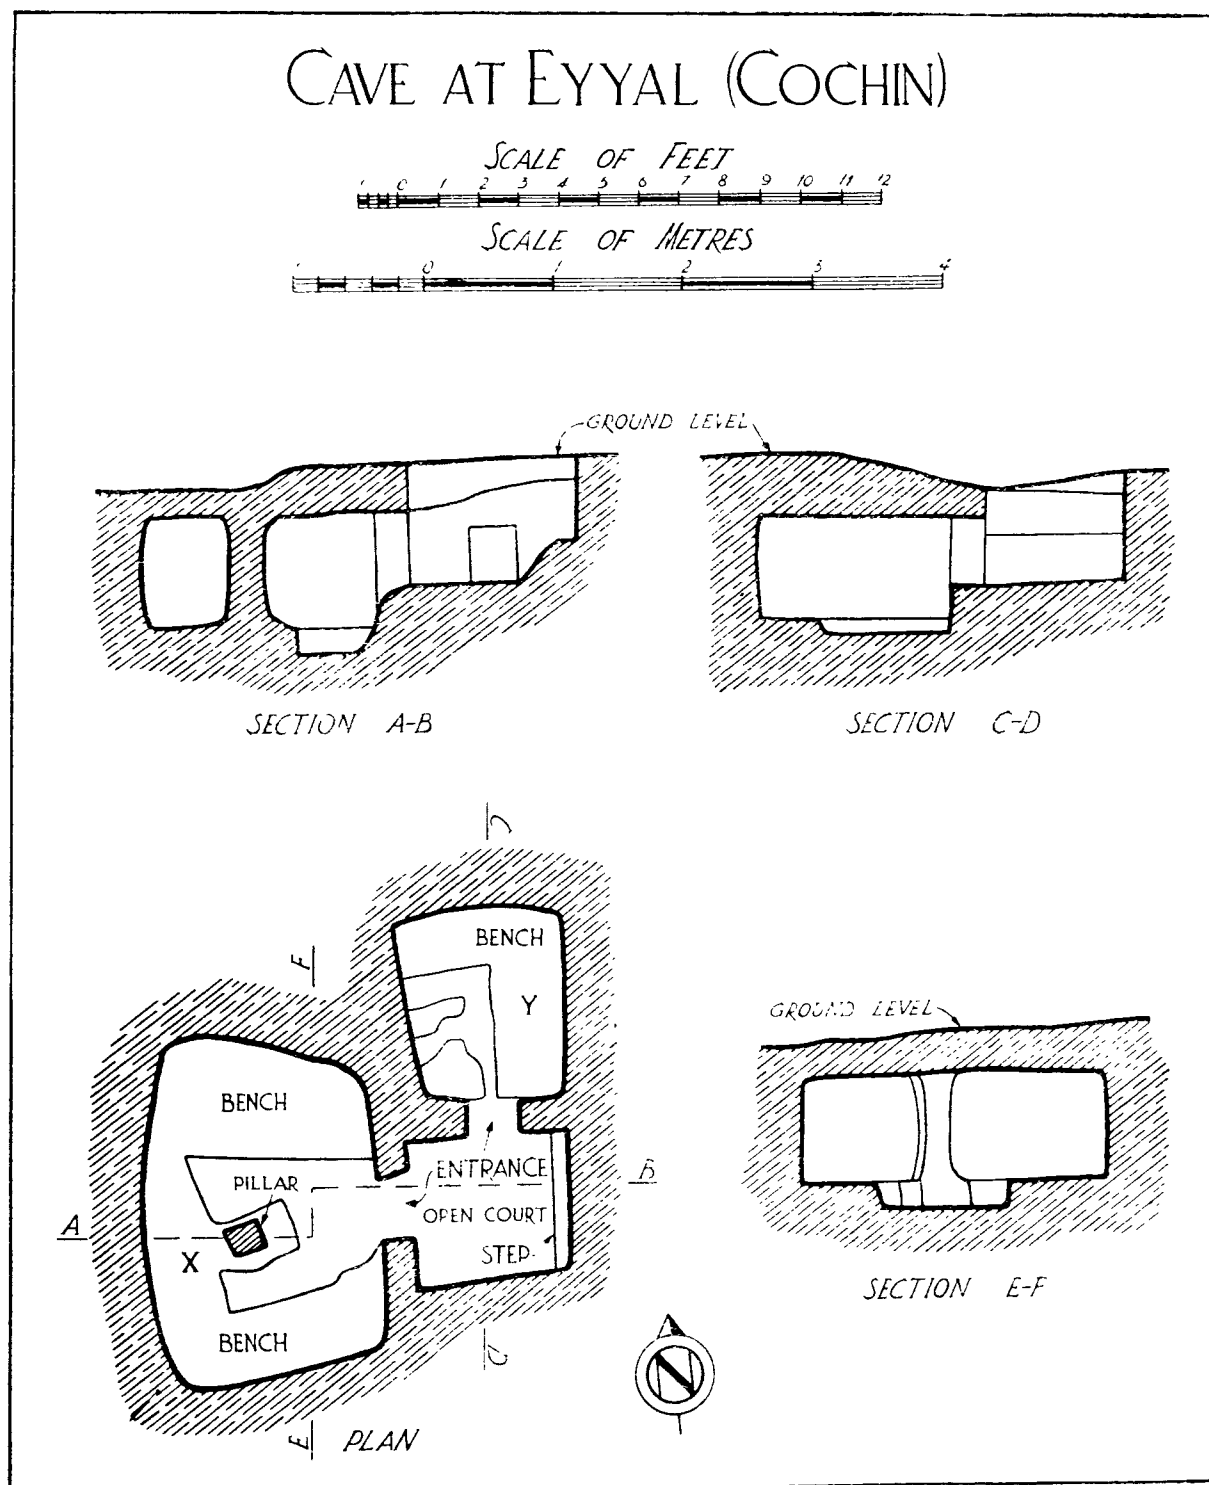 CAVE AT EYYAL (COCHIN)
SCALE OF FEET
1 0 1 2 3 4 5 6 7 8 9 10 11 12
SCALE OF METRES
1 0 1 2 3 4
GROUND LEVEL
SECTION A-B
SECTION C-D
F
BENCH
Y
GROUND LEVEL
BENCH
PILLAR
ENTRANCE
B
A
X
OPEN COURT
STEP
BENCH
SECTION E-F
N
E
PLAN